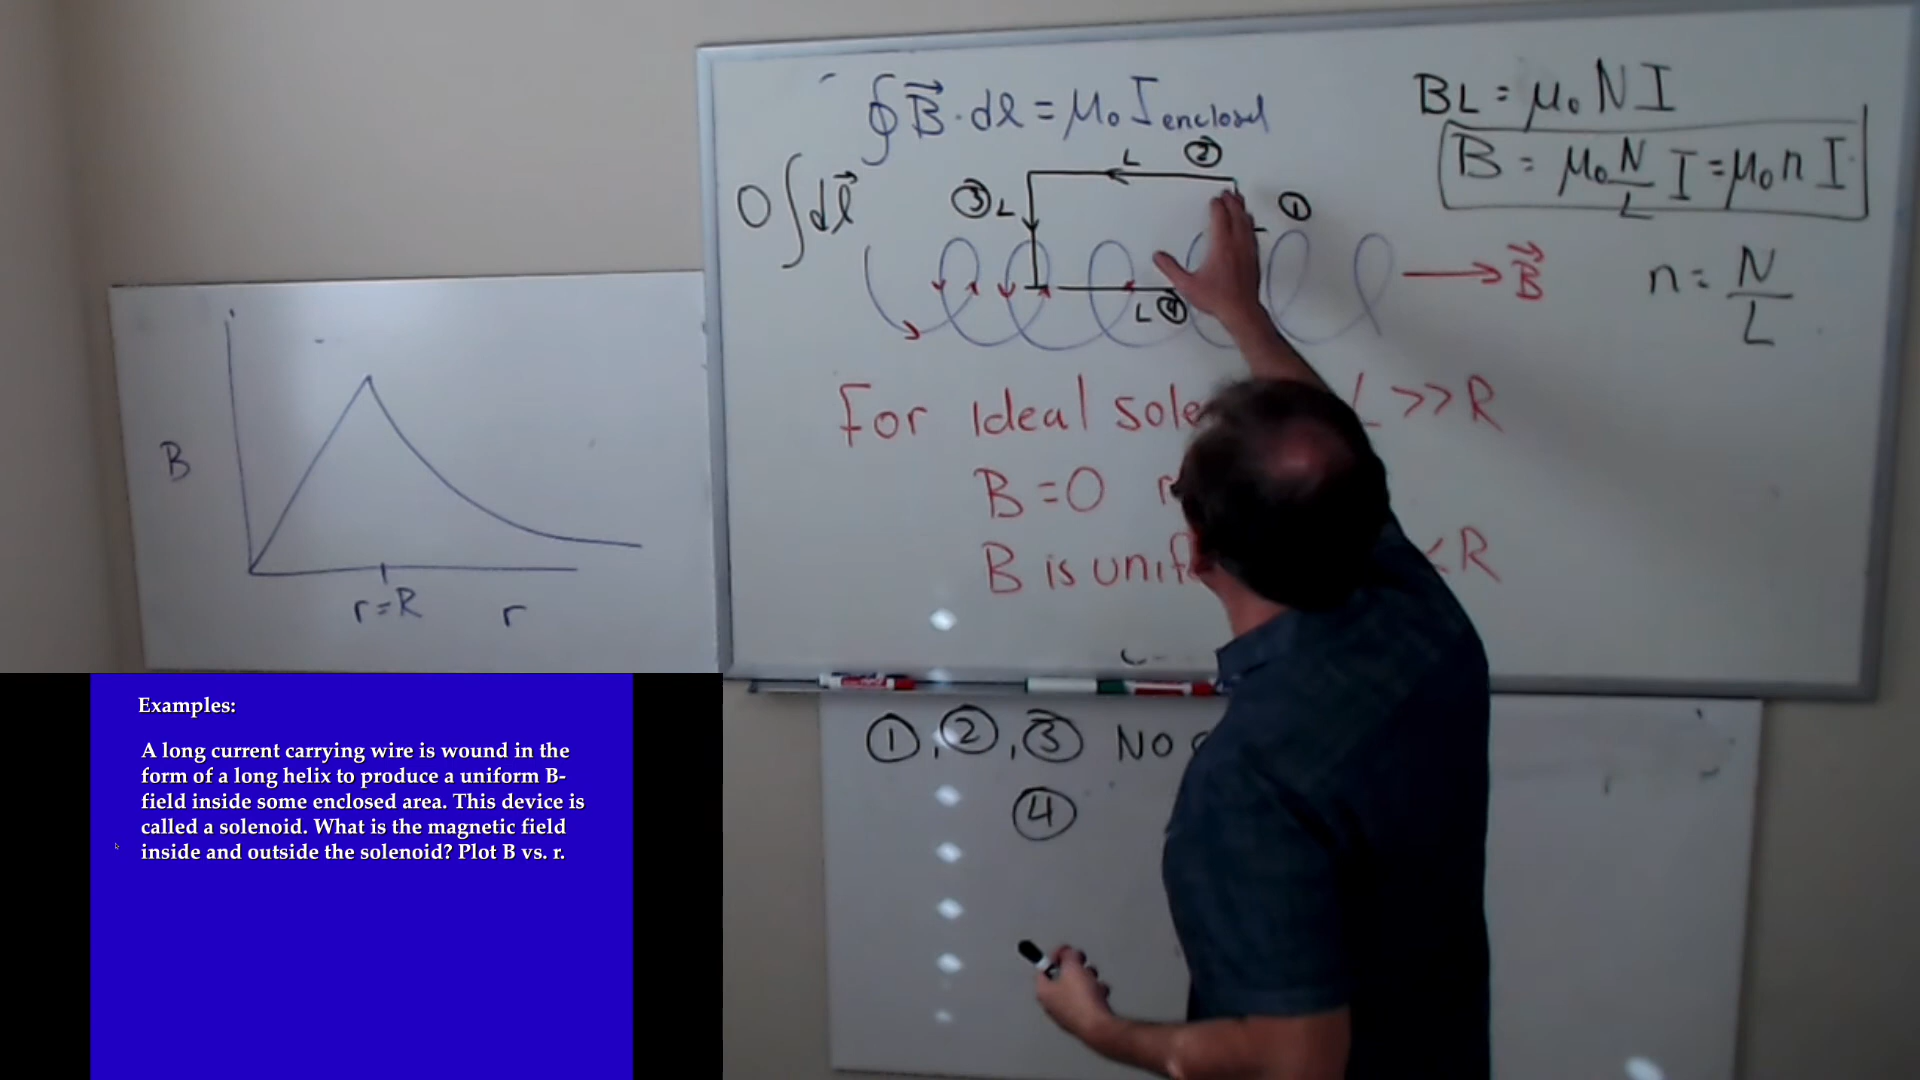 ∮B⃗·dl = μ₀ I enclosed
0∫dl⃗
L ②
③ L
①
L ④
B⃗
BL = μ₀ N I
B = μ₀ N/L I = μ₀ n I
n = N/L
For Ideal L >> R
B = 0
B is R
B
r = R r
①, ②, ③ NO
④
Examples:
A long current carrying wire is wound in the
form of a long helix to produce a uniform B-
field inside some enclosed area. This device is
called a solenoid. What is the magnetic field
inside and outside the solenoid? Plot B vs. r.